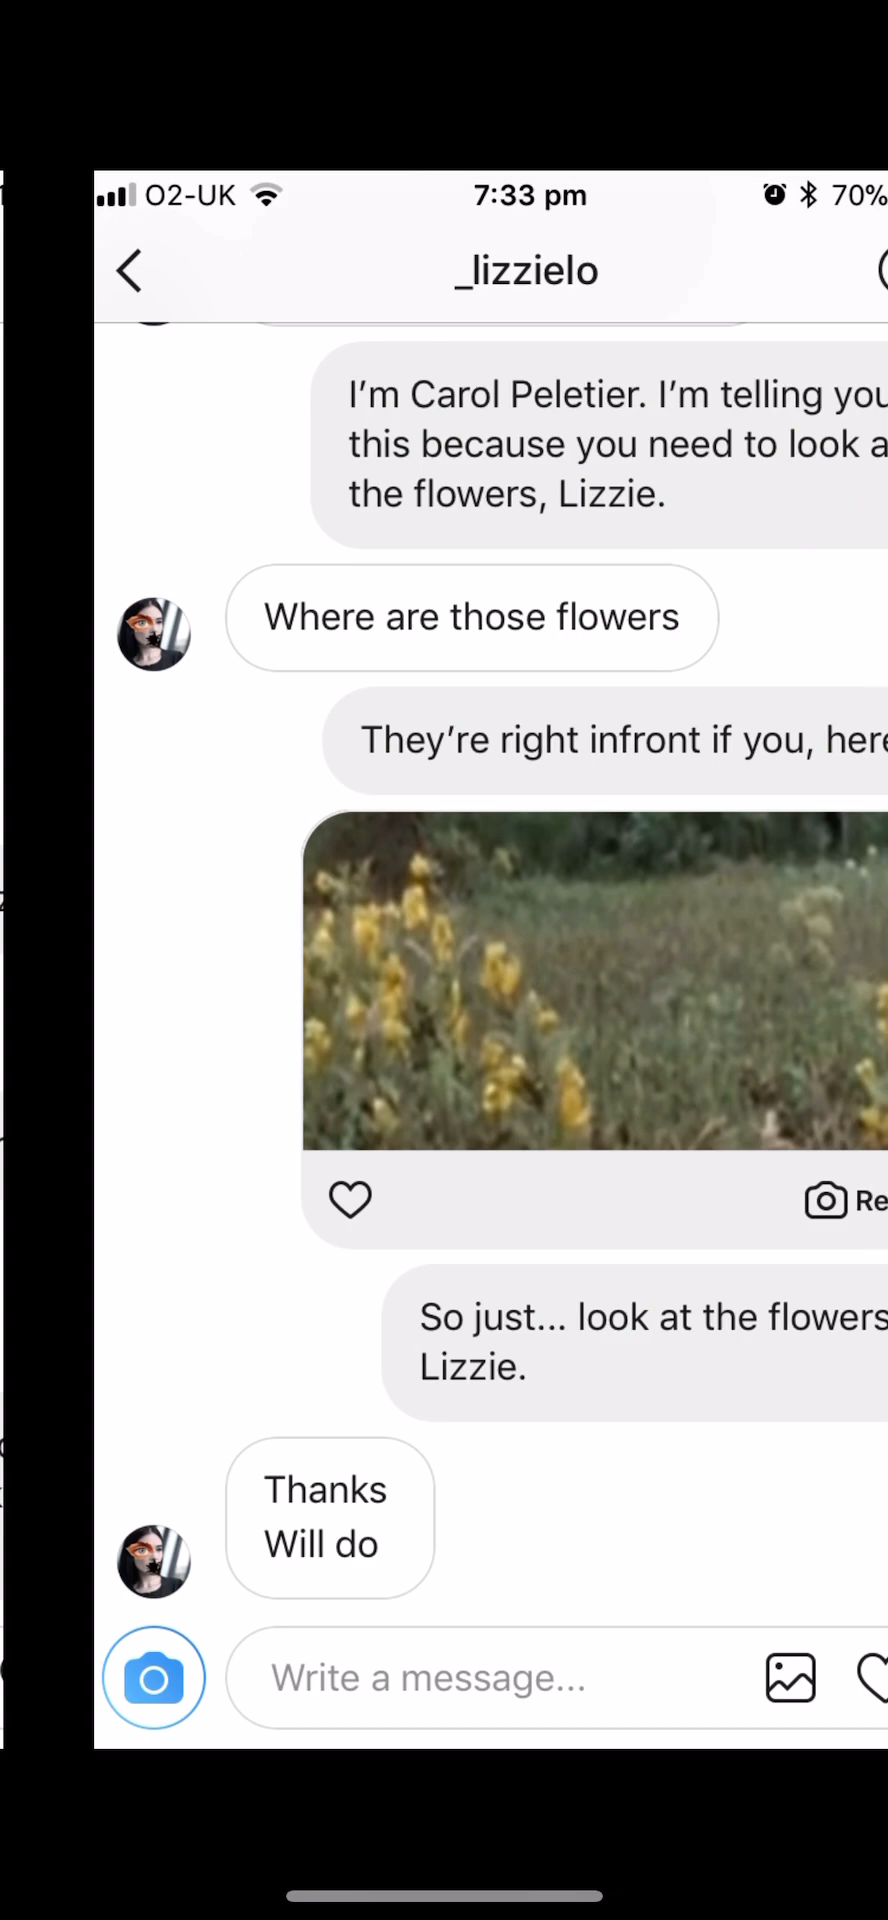 O2-UK 7:33 pm 70%
_lizzielo
I'm Carol Peletier. I'm telling you
this because you need to look a
the flowers, Lizzie.
Where are those flowers
They're right infront if you, here
So just... look at the flowers
Lizzie.
Thanks
Will do
Write a message...